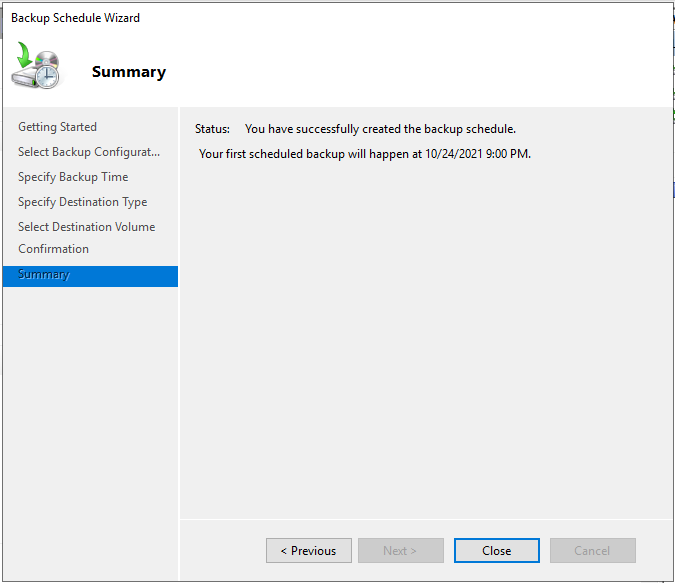 Backup Schedule Wizard
Summary
Getting Started
Select Backup Configurat...
Specify Backup Time
Specify Destination Type
Select Destination Volume
Confirmation
Summary
Status: You have successfully created the backup schedule.
Your first scheduled backup will happen at 10/24/2021 9:00 PM.
< Previous
Next >
Close
Cancel